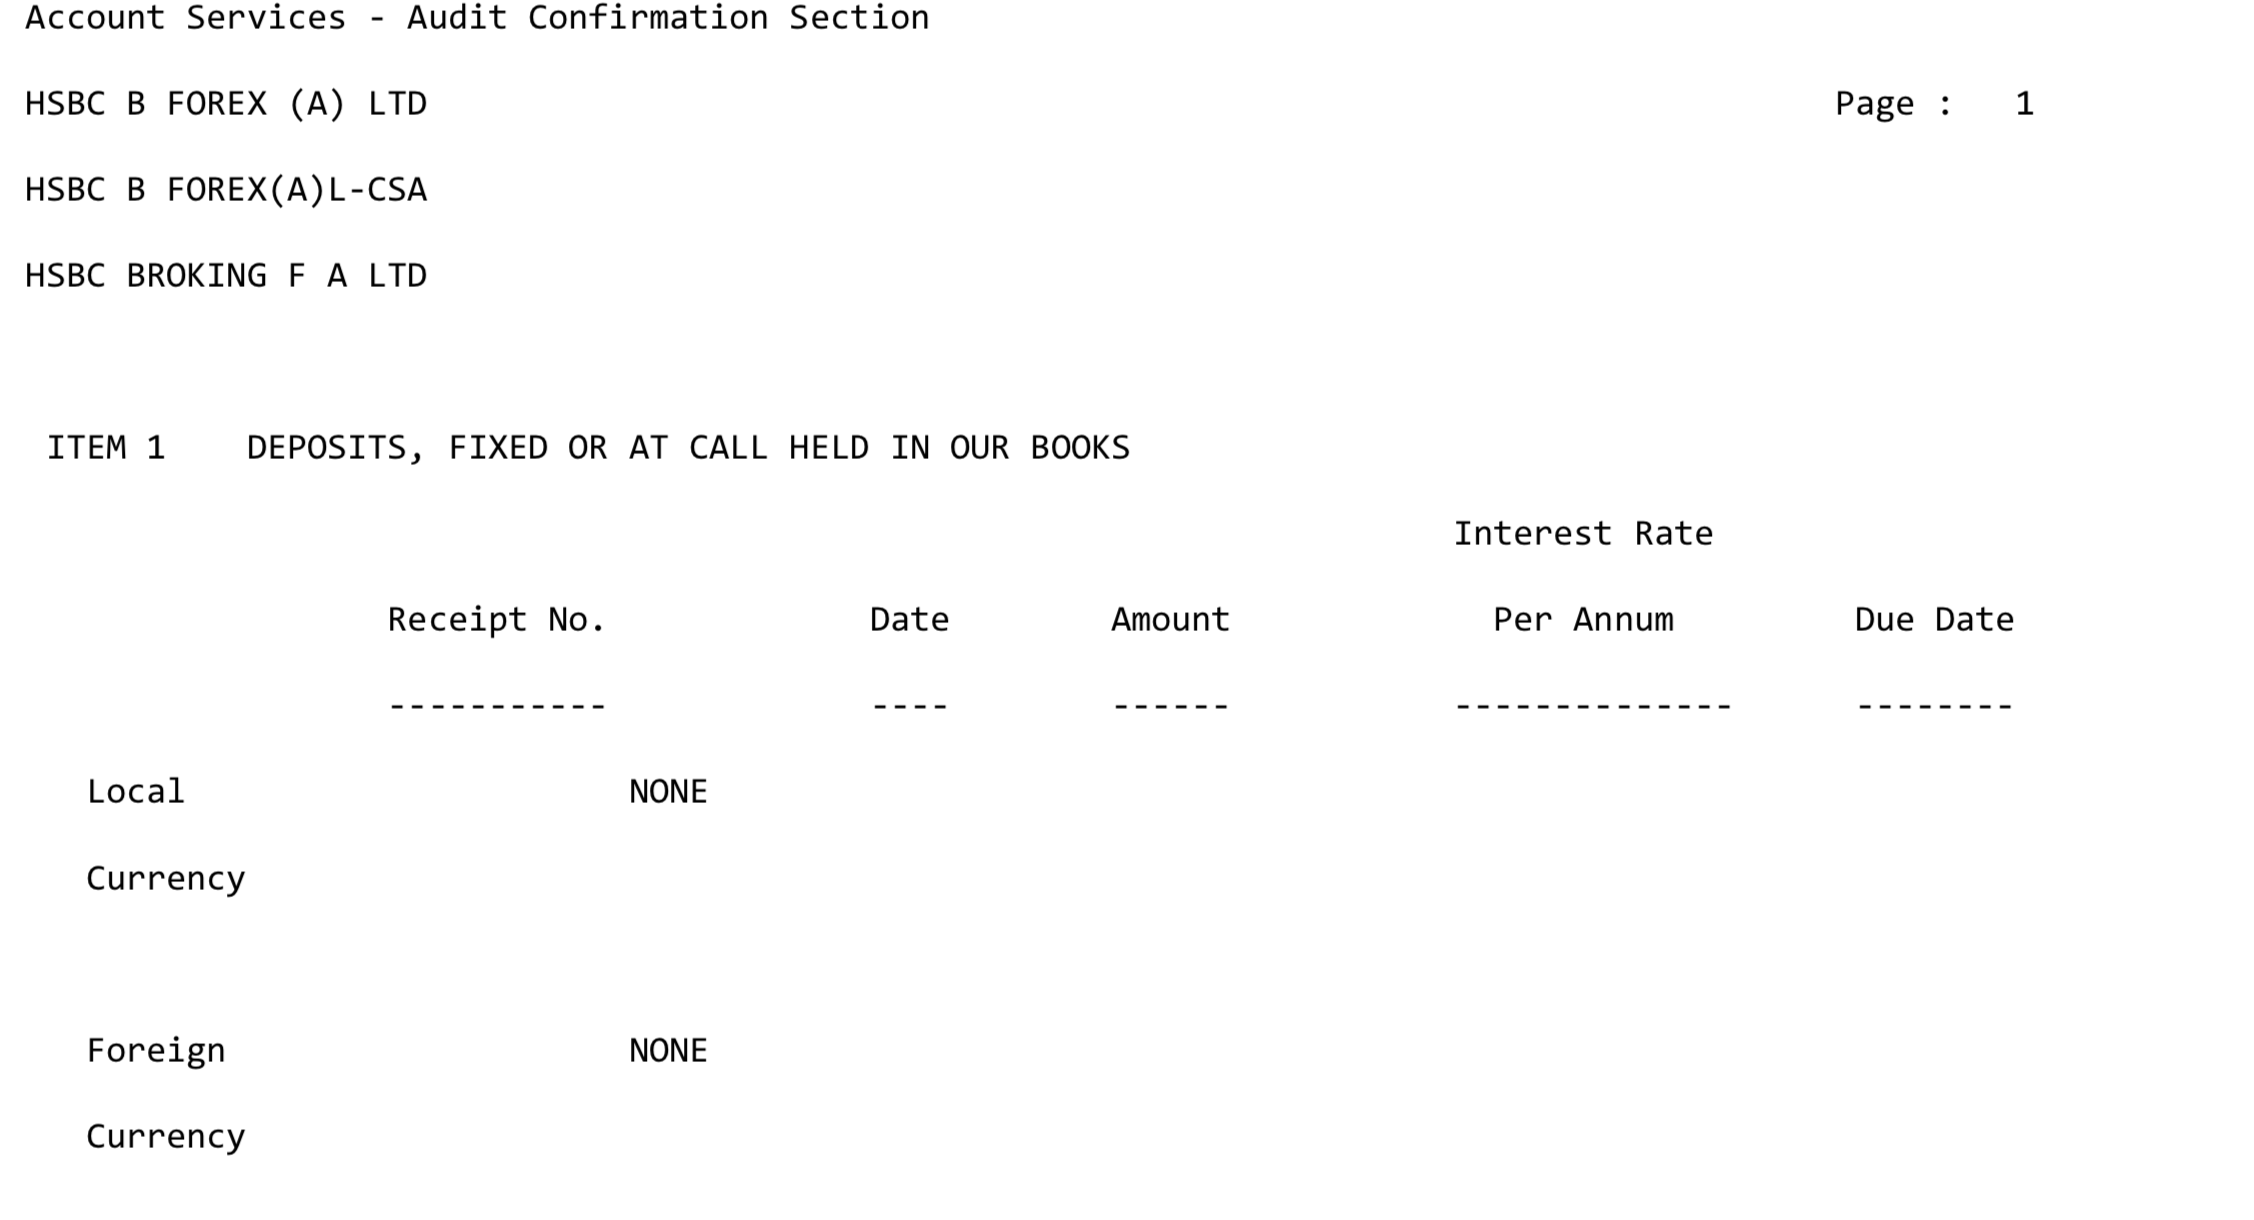 Account Services - Audit Confirmation Section
HSBC B FOREX (A) LTD Page : 1
HSBC B FOREX(A)L-CSA
HSBC BROKING F A LTD
ITEM 1 DEPOSITS, FIXED OR AT CALL HELD IN OUR BOOKS
Interest Rate
Receipt No. Date Amount Per Annum Due Date
----------- ---- ------ -------------- --------
Local NONE
Currency
Foreign NONE
Currency